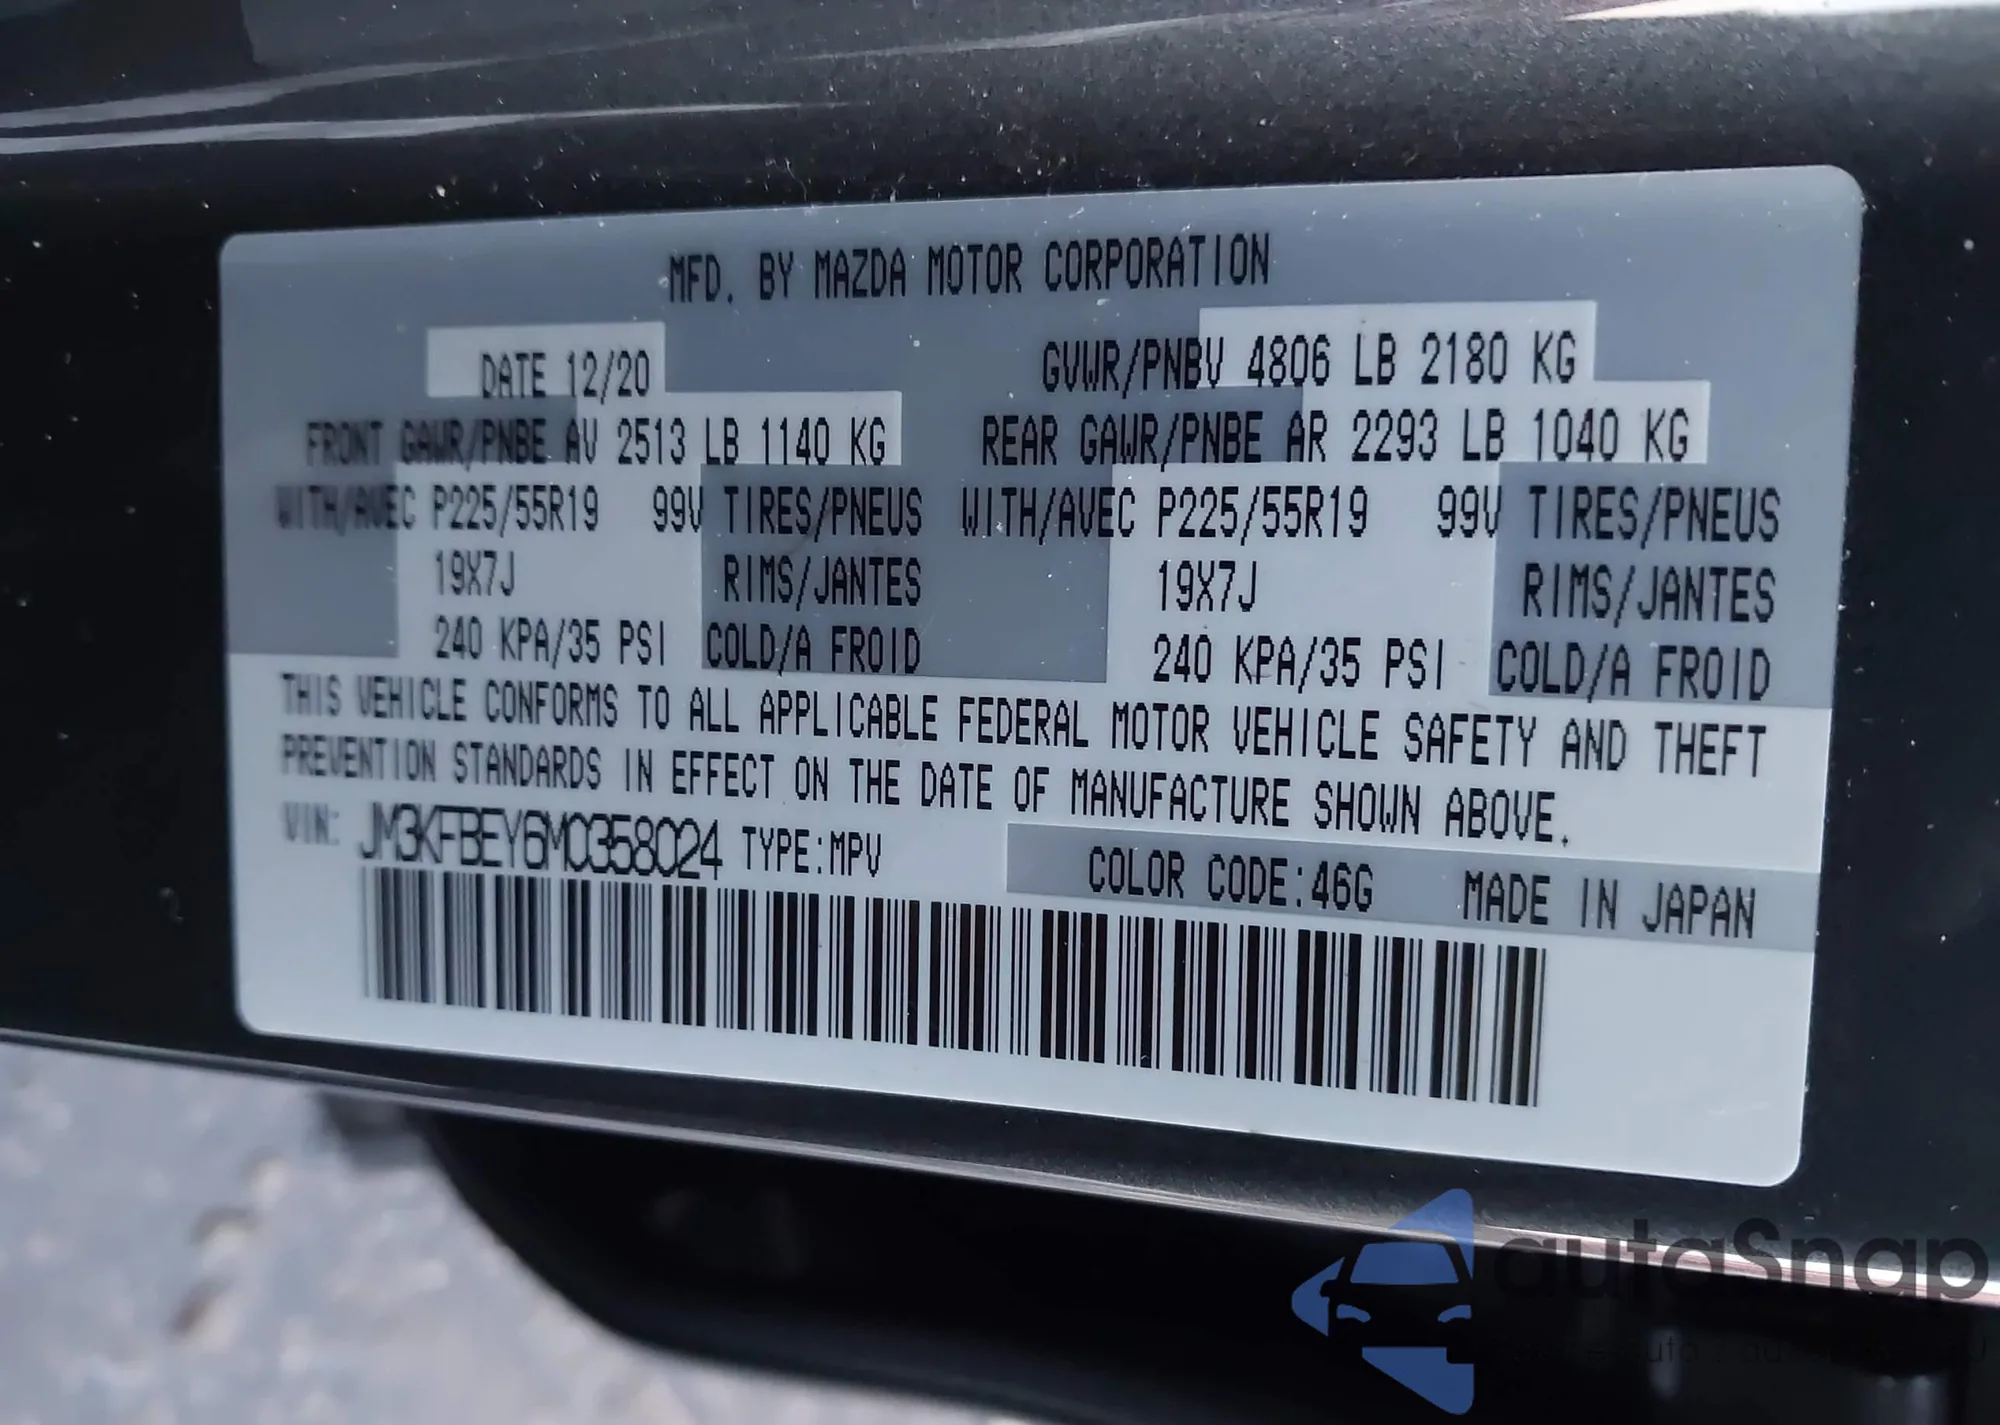 MFD. BY MAZDA MOTOR CORPORATION
DATE 12/20 GVWR/PNBV 4806 LB 2180 KG
FRONT GAWR/PNBE AV 2513 LB 1140 KG REAR GAWR/PNBE AR 2293 LB 1040 KG
WITH/AVEC P225/55R19 99V TIRES/PNEUS WITH/AVEC P225/55R19 99V TIRES/PNEUS
19X7J RIMS/JANTES 19X7J RIMS/JANTES
240 KPA/35 PSI COLD/A FROID 240 KPA/35 PSI COLD/A FROID
THIS VEHICLE CONFORMS TO ALL APPLICABLE FEDERAL MOTOR VEHICLE SAFETY AND THEFT
PREVENTION STANDARDS IN EFFECT ON THE DATE OF MANUFACTURE SHOWN ABOVE.
VIN: JM3KFBEY6M0358024 TYPE:MPV COLOR CODE:46G MADE IN JAPAN
autoSnap